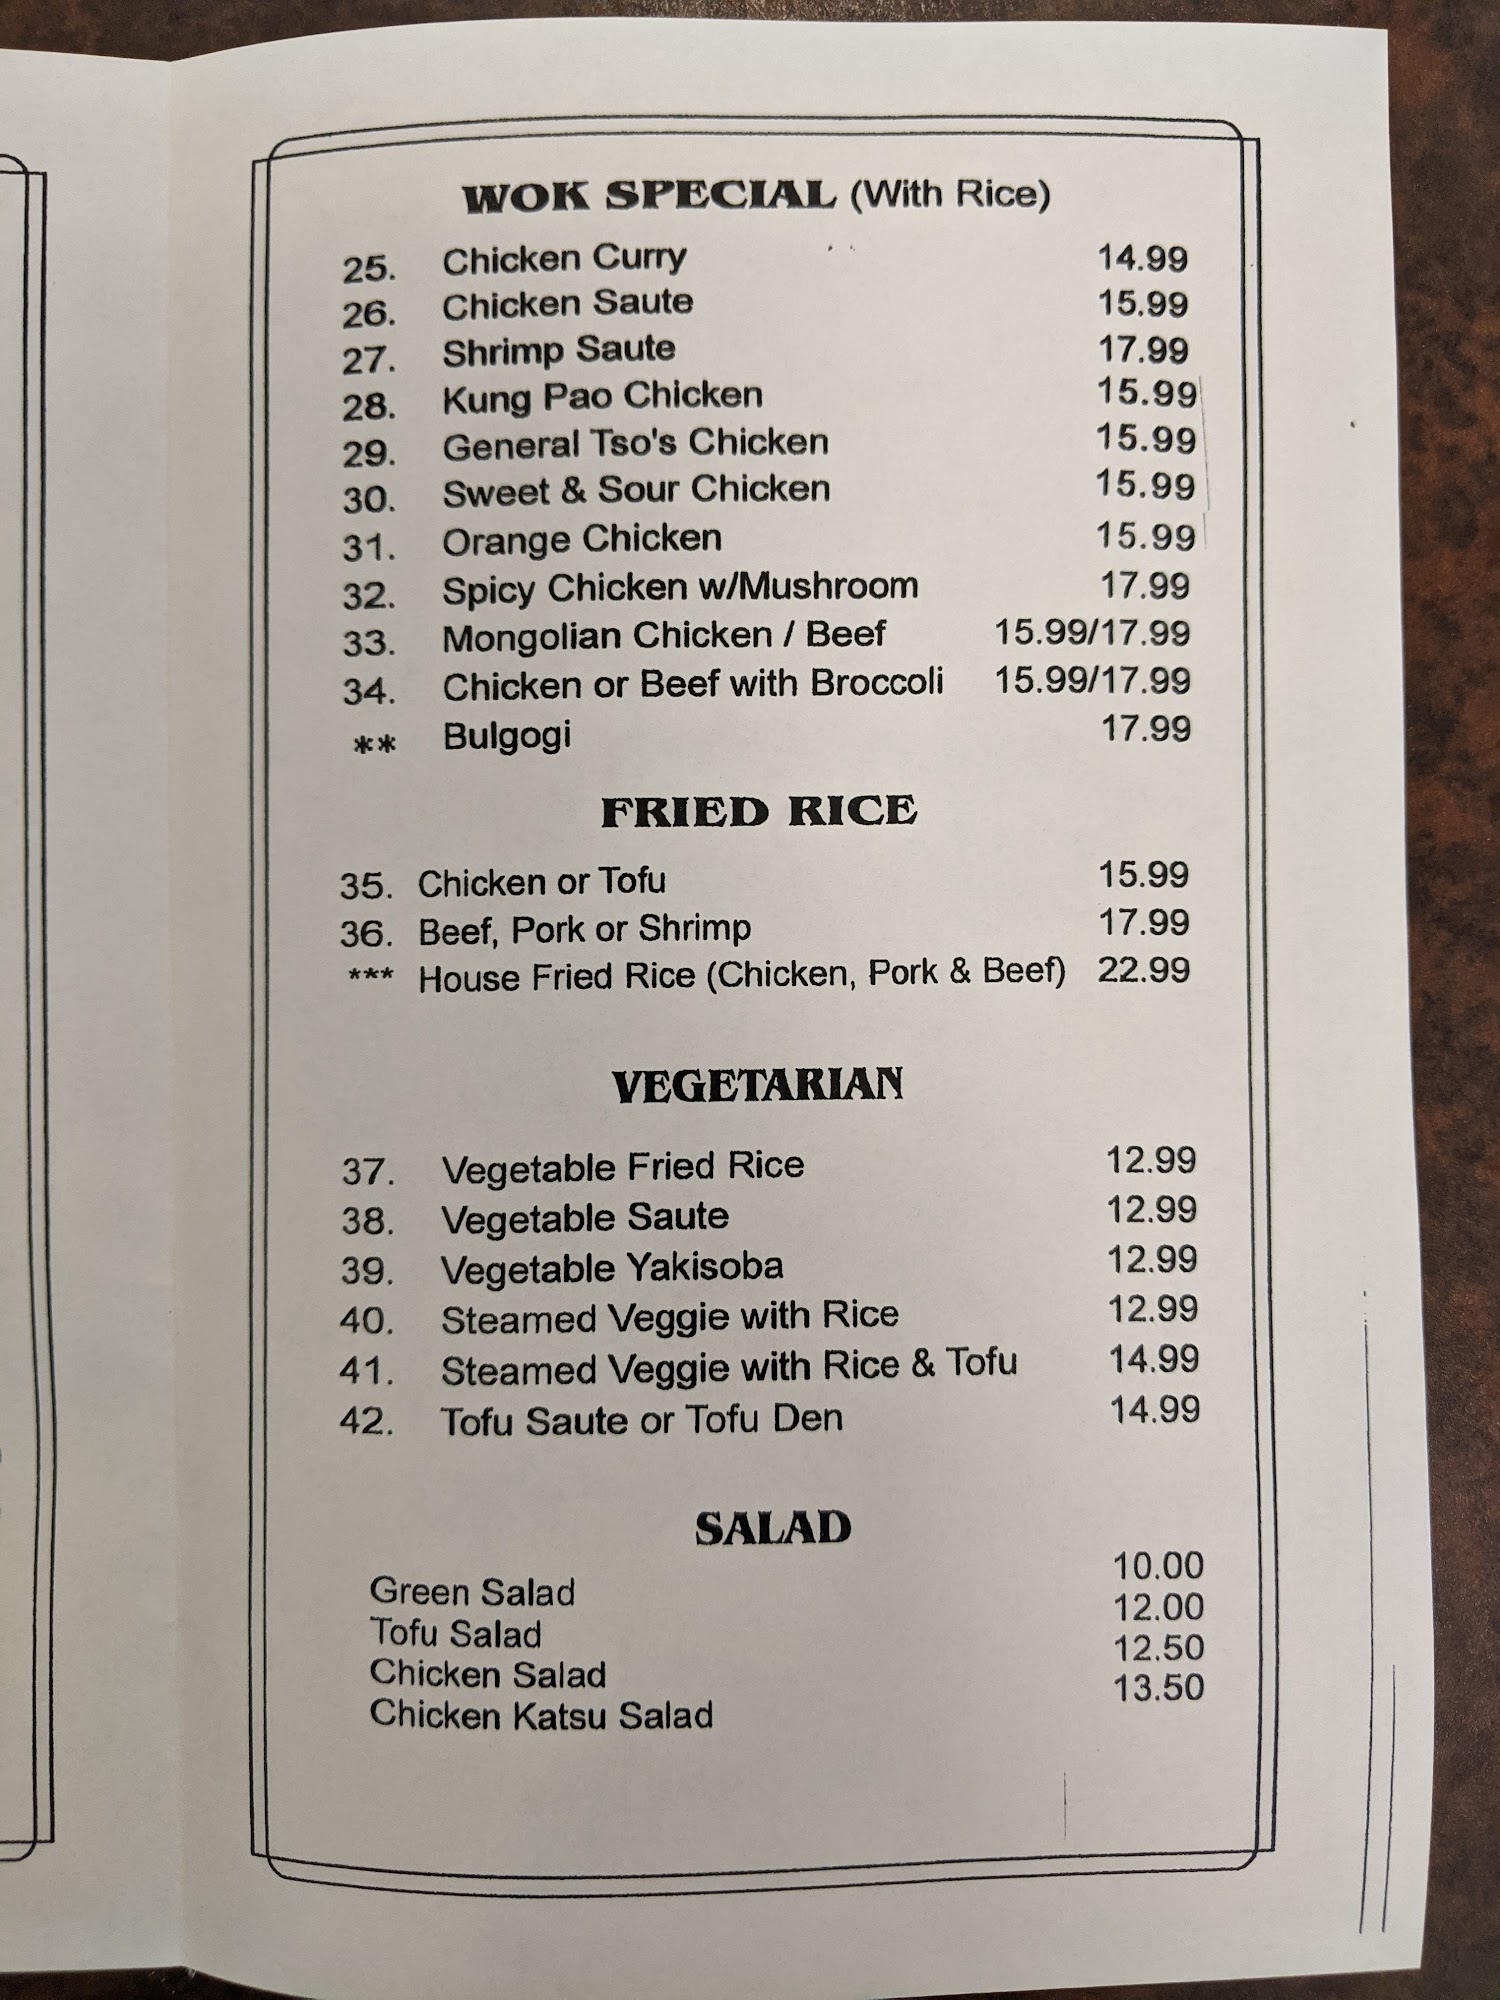 WOK SPECIAL (With Rice)
25. Chicken Curry 14.99
26. Chicken Saute 15.99
27. Shrimp Saute 17.99
28. Kung Pao Chicken 15.99
29. General Tso's Chicken 15.99
30. Sweet & Sour Chicken 15.99
31. Orange Chicken 15.99
32. Spicy Chicken w/Mushroom 17.99
33. Mongolian Chicken / Beef 15.99/17.99
34. Chicken or Beef with Broccoli 15.99/17.99
** Bulgogi 17.99
FRIED RICE
35. Chicken or Tofu 15.99
36. Beef, Pork or Shrimp 17.99
*** House Fried Rice (Chicken, Pork & Beef) 22.99
VEGETARIAN
37. Vegetable Fried Rice 12.99
38. Vegetable Saute 12.99
39. Vegetable Yakisoba 12.99
40. Steamed Veggie with Rice 12.99
41. Steamed Veggie with Rice & Tofu 14.99
42. Tofu Saute or Tofu Den 14.99
SALAD
Green Salad 10.00
Tofu Salad 12.00
Chicken Salad 12.50
Chicken Katsu Salad 13.50